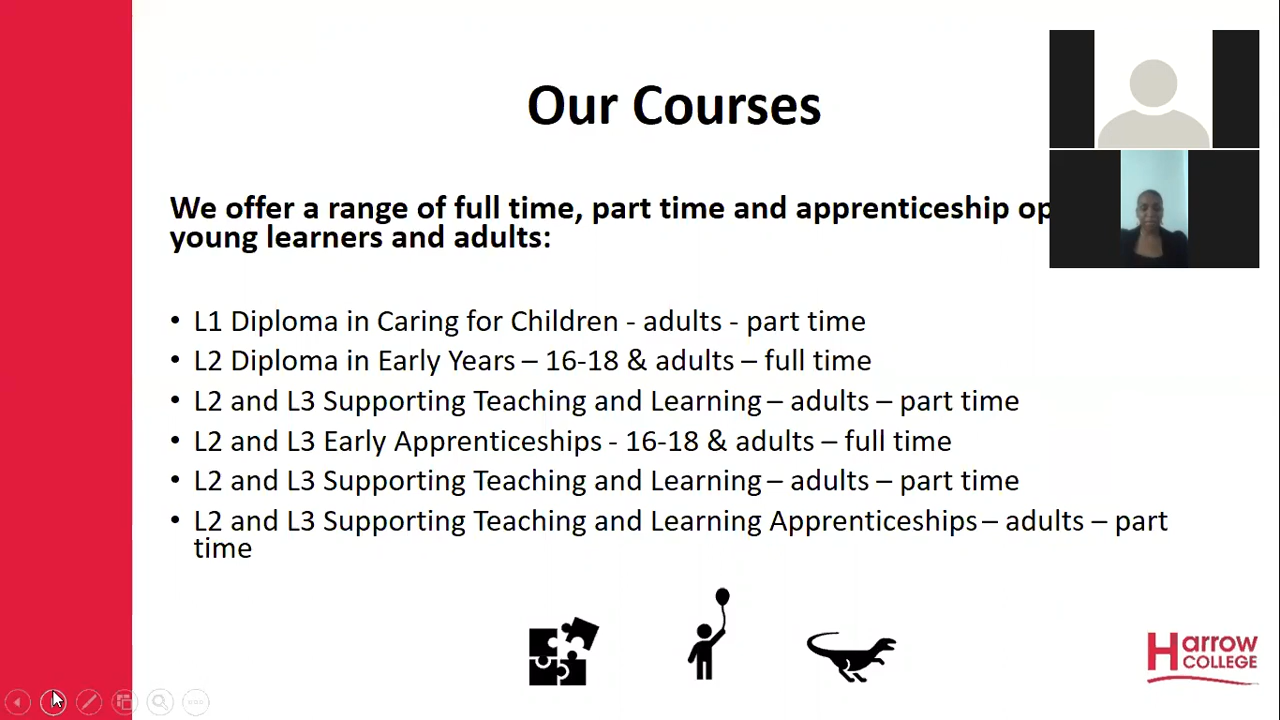 Our Courses
We offer a range of full time, part time and apprenticeship
young learners and adults:
• L1 Diploma in Caring for Children - adults - part time
• L2 Diploma in Early Years – 16-18 & adults – full time
• L2 and L3 Supporting Teaching and Learning – adults – part time
• L2 and L3 Early Apprenticeships - 16-18 & adults – full time
• L2 and L3 Supporting Teaching and Learning – adults – part time
• L2 and L3 Supporting Teaching and Learning Apprenticeships – adults – part
time
Harrow
COLLEGE